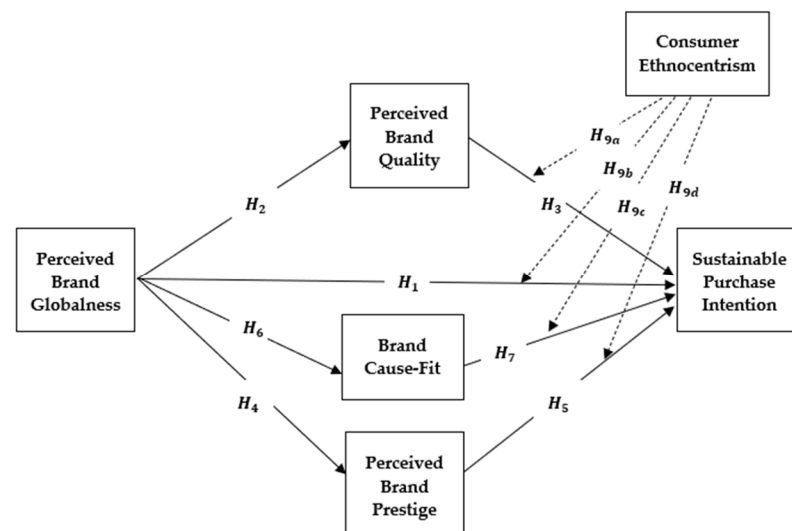 Consumer
Ethnocentrism
Perceived
Brand
Quality
H9a
H9b
H9c
H9d
H2
H3
Perceived
Brand
Globalness
H1
Sustainable
Purchase
Intention
H6
Brand
Cause-Fit
H7
H4
H5
Perceived
Brand
Prestige